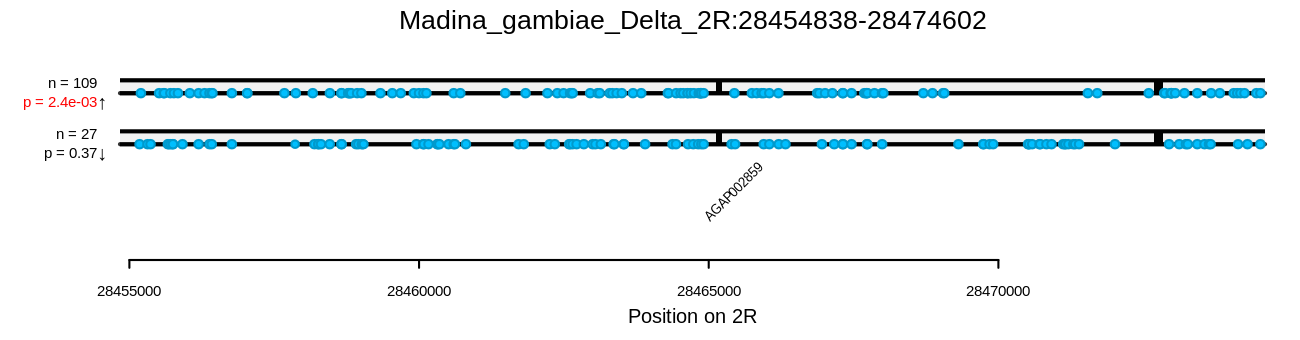 Madina_gambiae_Delta_2R:28454838-28474602
n = 109
p = 2.4e-03↑
n = 27
p = 0.37↓
AGAP002859
28455000 28460000 28465000 28470000
Position on 2R